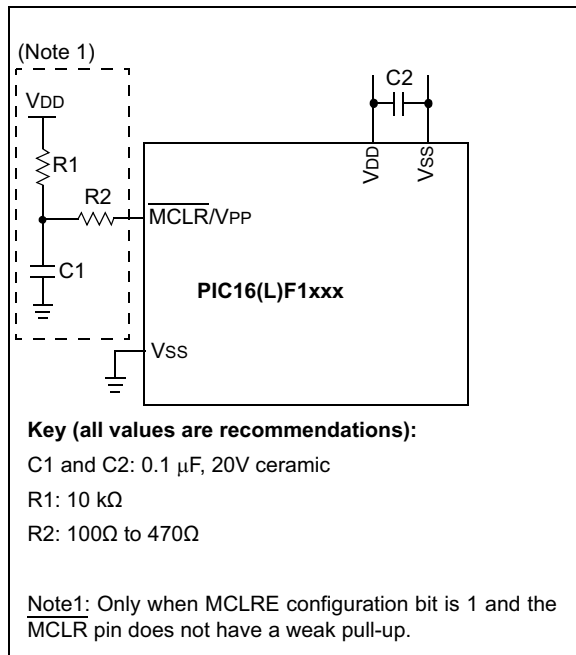 (Note 1)
VDD
R1
R2
C1
C2
VDD
VSS
MCLR/VPP
PIC16(L)F1xxx
VSS
Key (all values are recommendations):
C1 and C2: 0.1 μF, 20V ceramic
R1: 10 kΩ
R2: 100Ω to 470Ω
Note1: Only when MCLRE configuration bit is 1 and the
MCLR pin does not have a weak pull-up.